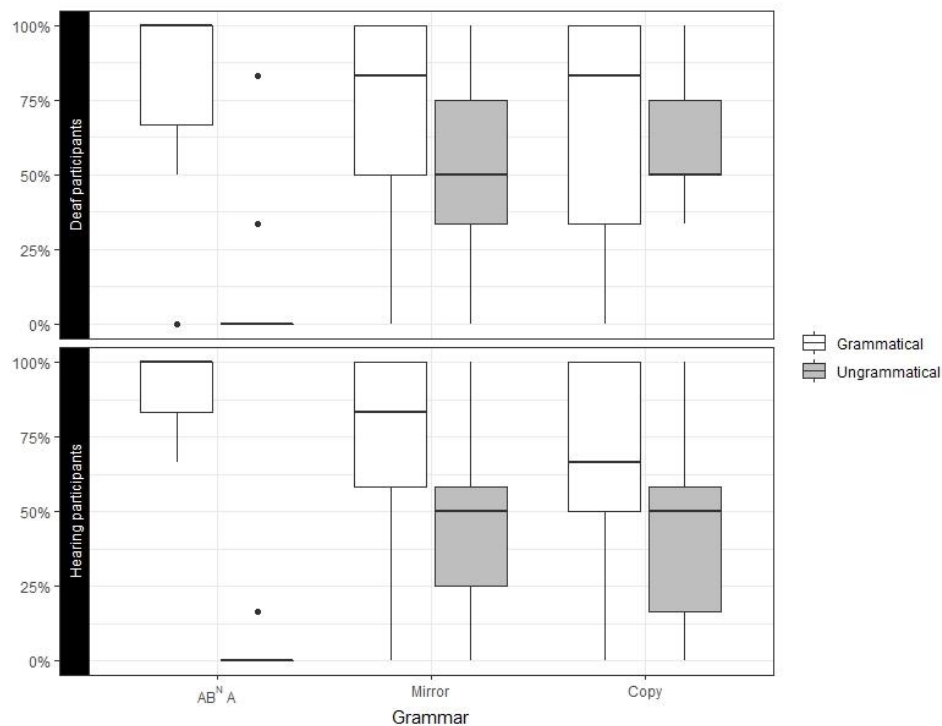 Deaf participants
100%
75%
50%
25%
0%
Hearing participants
100%
75%
50%
25%
0%
AB^N A
Mirror
Copy
Grammar
Grammatical
Ungrammatical